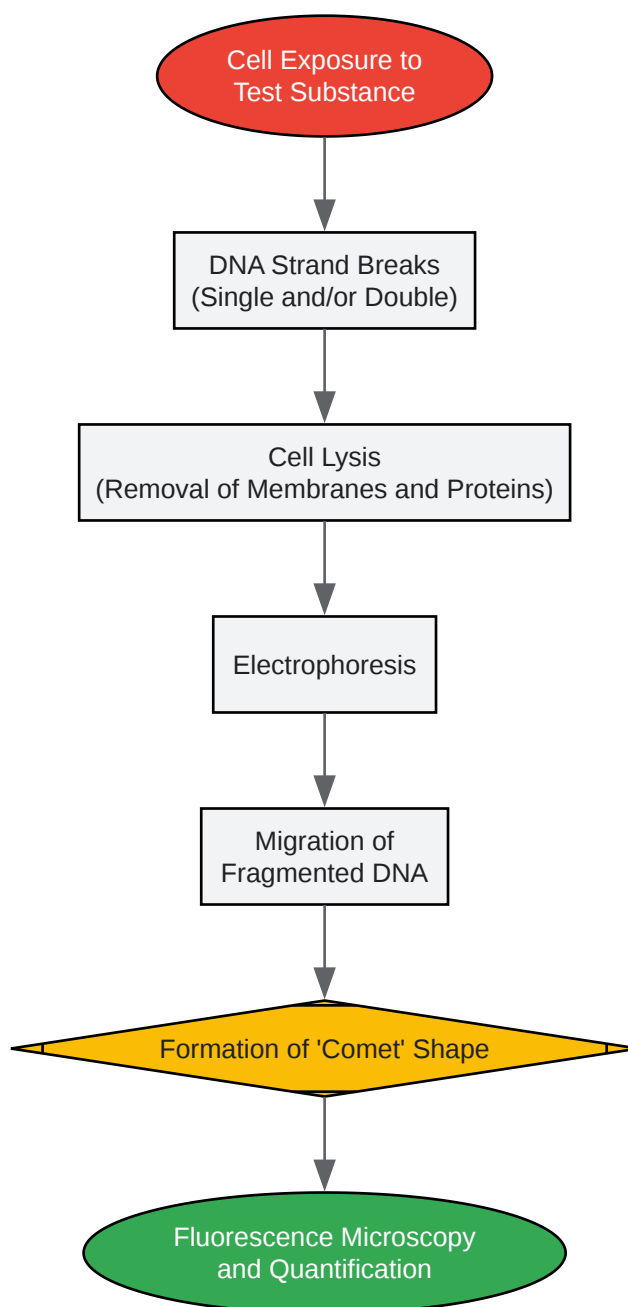 Cell Exposure to
Test Substance
DNA Strand Breaks
(Single and/or Double)
Cell Lysis
(Removal of Membranes and Proteins)
Electrophoresis
Migration of
Fragmented DNA
Formation of 'Comet' Shape
Fluorescence Microscopy
and Quantification